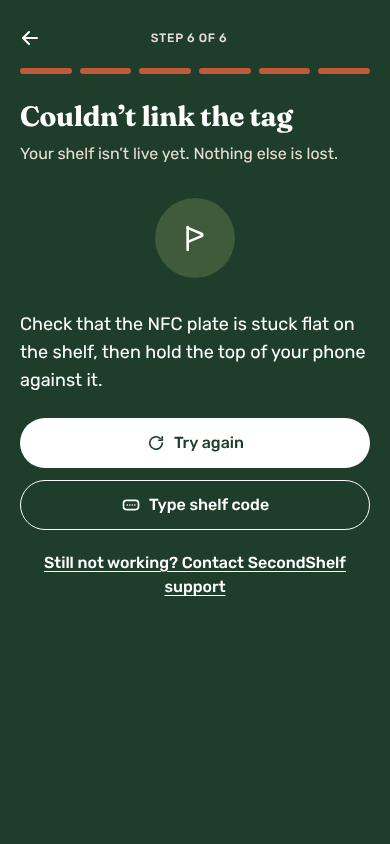 STEP 6 OF 6
Couldn’t link the tag
Your shelf isn’t live yet. Nothing else is lost.
Check that the NFC plate is stuck flat on
the shelf, then hold the top of your phone
against it.
Try again
Type shelf code
Still not working? Contact SecondShelf
support